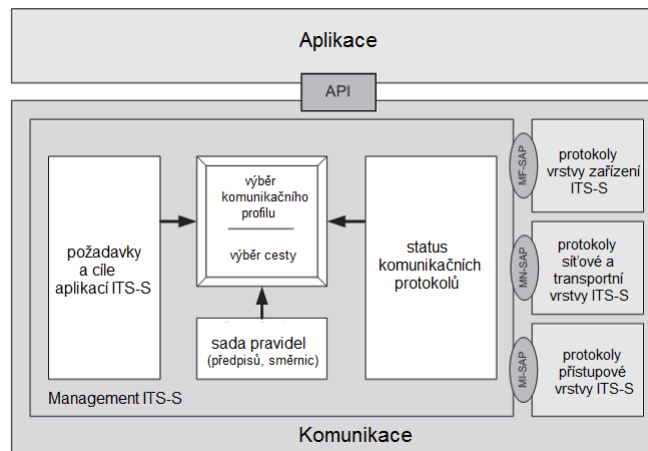 Aplikace
API
požadavky
a cíle
aplikací ITS-S
výběr
komunikačního
profilu
výběr cesty
sada pravidel
(předpisů, směrnic)
status
komunikačních
protokolů
Management ITS-S
MF-SAP
protokoly
vrstvy zařízení
ITS-S
MN-SAP
protokoly
síťové a
transportní
vrstvy ITS-S
MI-SAP
protokoly
přístupové
vrstvy ITS-S
Komunikace